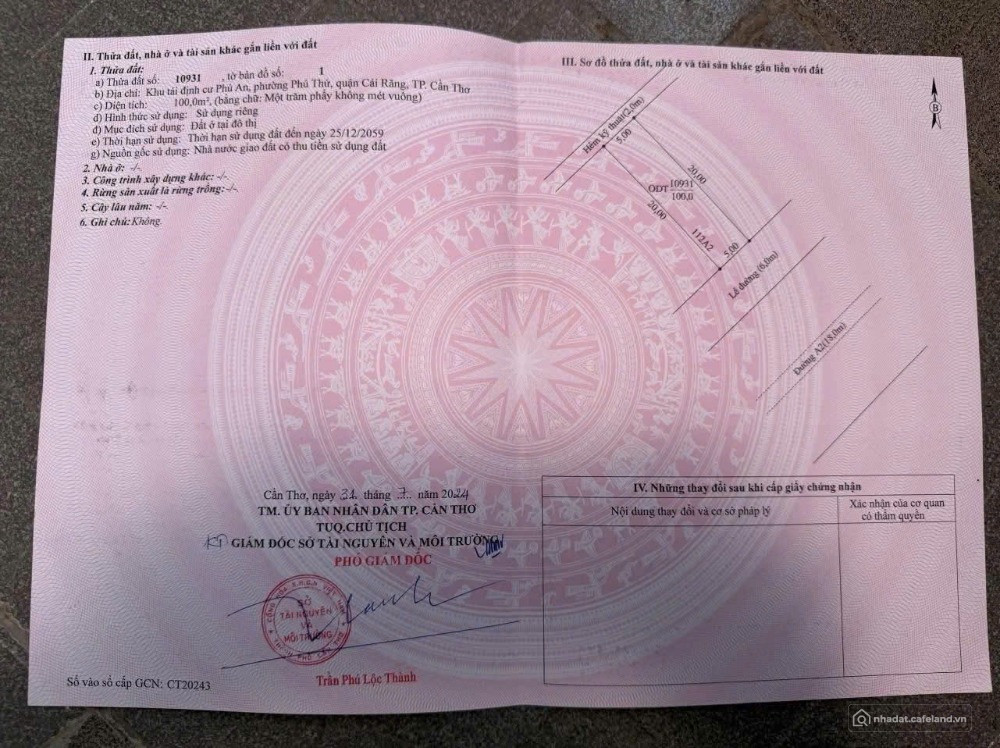 II. Thửa đất, nhà ở và tài sản khác gắn liền với đất
1. Thửa đất:
a) Thửa đất số: 10931 , tờ bản đồ số: 1
b) Địa chỉ: Khu tái định cư Phú An, phường Phú Thứ, quận Cái Răng, TP. Cần Thơ
c) Diện tích: 100,0m², (bằng chữ: Một trăm phẩy không mét vuông)
d) Hình thức sử dụng: Sử dụng riêng
đ) Mục đích sử dụng: Đất ở tại đô thị
e) Thời hạn sử dụng: Thời hạn sử dụng đất đến ngày 25/12/2059
g) Nguồn gốc sử dụng: Nhà nước giao đất có thu tiền sử dụng đất
2. Nhà ở: -/-
3. Công trình xây dựng khác: -/-
4. Rừng sản xuất là rừng trồng: -/-
5. Cây lâu năm: -/-
6. Ghi chú: Không.
Cần Thơ, ngày 31 tháng 7 năm 2024
TM. ỦY BAN NHÂN DÂN TP. CẦN THƠ
TUQ.CHỦ TỊCH
KT GIÁM ĐỐC SỞ TÀI NGUYÊN VÀ MÔI TRƯỜNG
PHÓ GIÁM ĐỐC
SỞ
TÀI NGUYÊN
VÀ
MÔI TRƯỜNG
Trần Phú Lộc Thành
Số vào sổ cấp GCN: CT20243
III. Sơ đồ thửa đất, nhà ở và tài sản khác gắn liền với đất
B
Hẻm kỹ thuật(2,0m)
5,00
20,00
ODT 10931
100,0
20,00
112A2
5,00
Lề đường (6,0m)
Đường A2(18,0m)
IV. Những thay đổi sau khi cấp giấy chứng nhận
Nội dung thay đổi và cơ sở pháp lý
Xác nhận của cơ quan
có thẩm quyền
nhadat.cafeland.vn